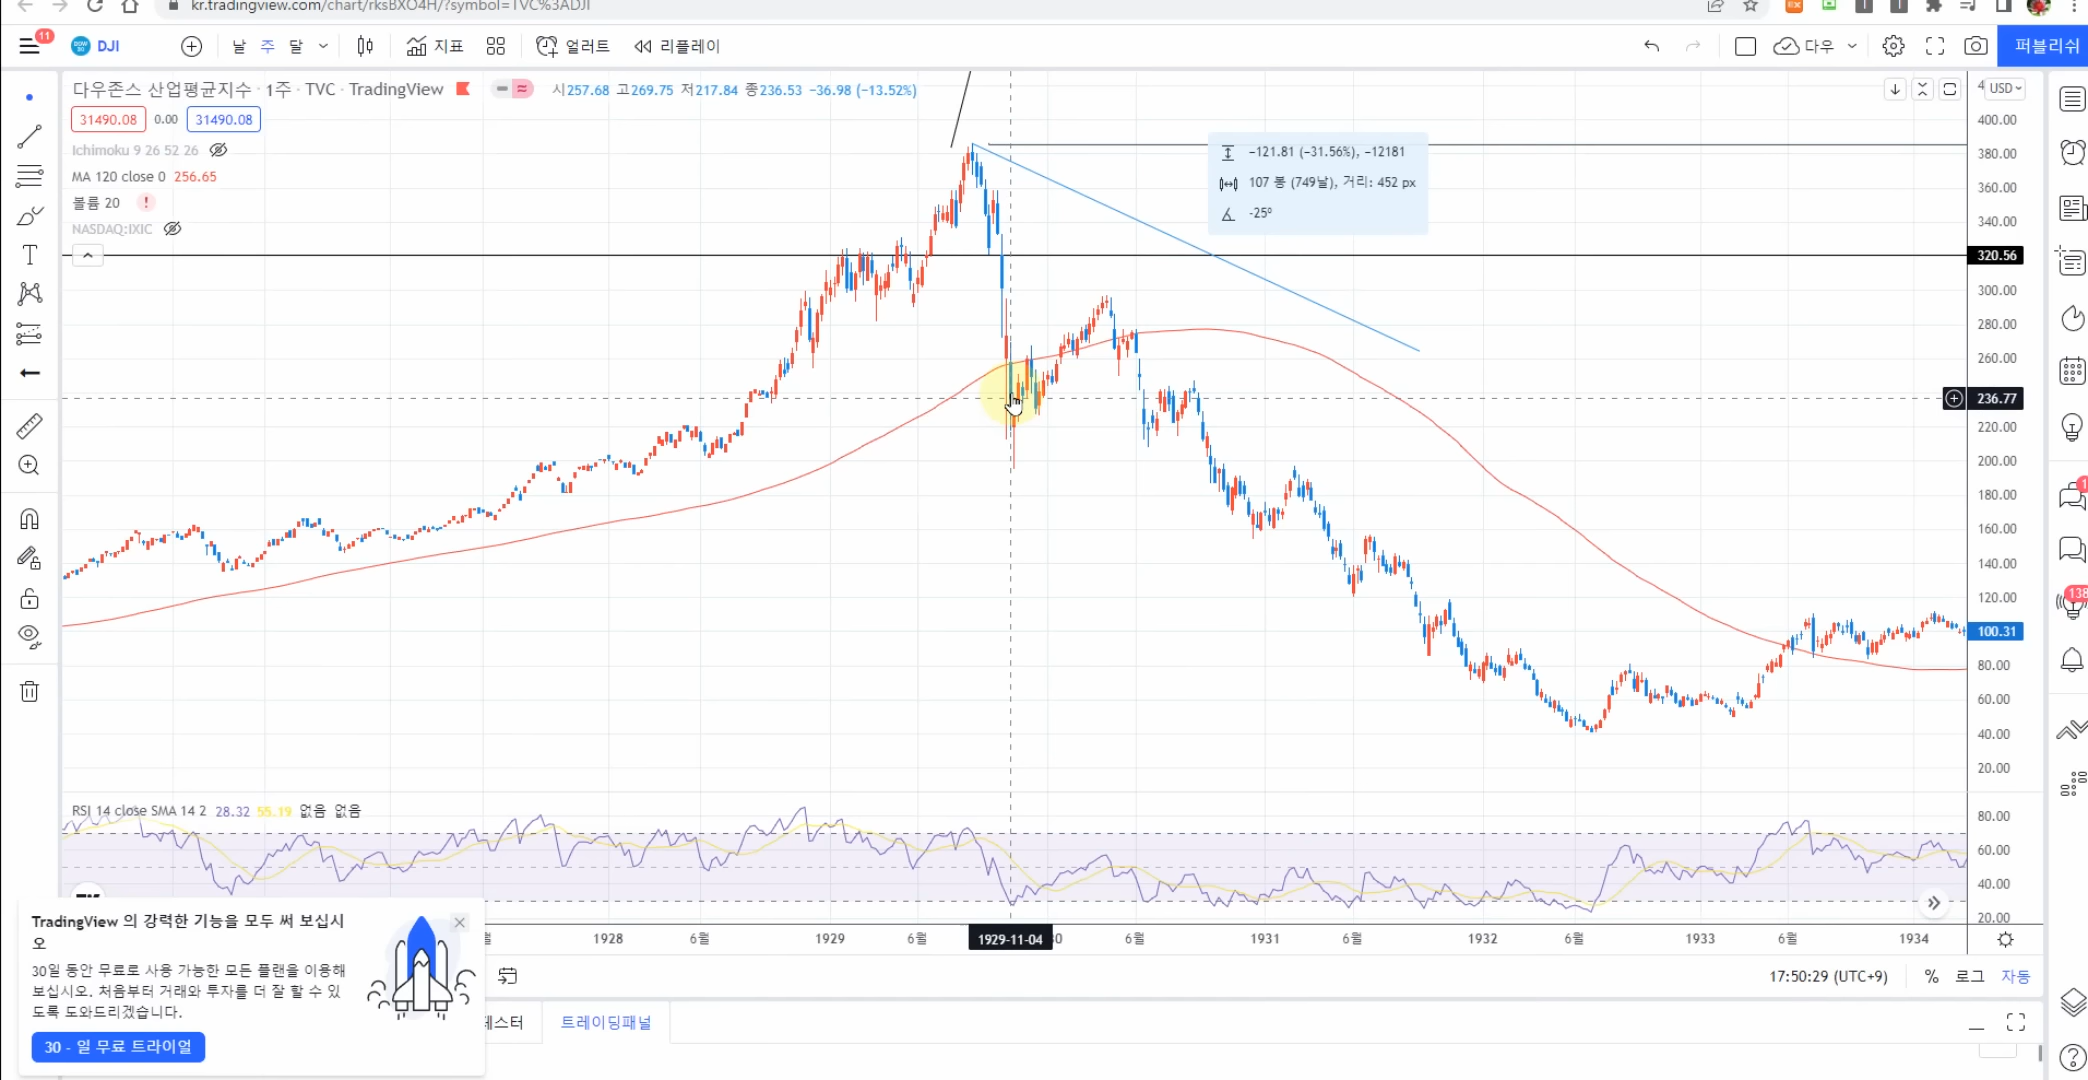 kr.tradingview.com/chart/rksBXO4H/?symbol=TVC%3ADJI
11
DJI
날 주 달
지표
얼러트
리플레이
다우
퍼블리쉬
다우존스 산업평균지수 · 1주 · TVC · TradingView
시257.68 고269.75 저217.84 종236.53 -36.98 (-13.52%)
USD
31490.08 0.00 31490.08
Ichimoku 9 26 52 26
MA 120 close 0 256.65
볼륨 20
NASDAQ:IXIC
-121.81 (-31.56%), -12181
107 봉 (749날), 거리: 452 px
-25º
400.00
380.00
360.00
340.00
320.56
300.00
280.00
260.00
236.77
220.00
200.00
180.00
160.00
140.00
120.00
100.31
80.00
60.00
40.00
20.00
138
RSI 14 close SMA 14 2 28.32 55.19 없음 없음
80.00
60.00
40.00
20.00
1928 6월 1929 6월 1929-11-04 6월 1931 6월 1932 6월 1933 6월 1934
TradingView 의 강력한 기능을 모두 써 보십시
오
30일 동안 무료로 사용 가능한 모든 플랜을 이용해
보십시오. 처음부터 거래와 투자를 더 잘 할 수 있
도록 도와드리겠습니다.
30 - 일 무료 트라이얼
17:50:29 (UTC+9) % 로그 자동
테스터 트레이딩패널